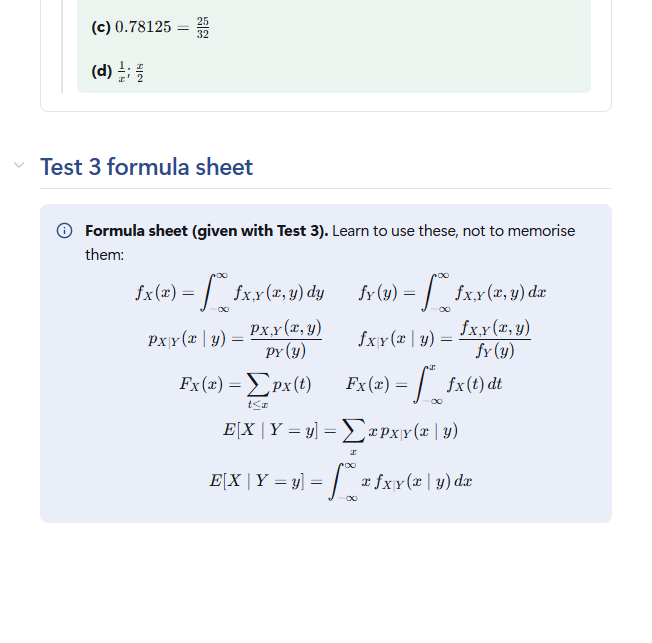 (c) 0.78125 = 25/32
(d) 1/x; x/2
Test 3 formula sheet
Formula sheet (given with Test 3). Learn to use these, not to memorise
them:
f_X(x) = ∫_{-∞}^{∞} f_{X,Y}(x, y) dy    f_Y(y) = ∫_{-∞}^{∞} f_{X,Y}(x, y) dx
p_{X|Y}(x | y) = p_{X,Y}(x, y)/p_Y(y)    f_{X|Y}(x | y) = f_{X,Y}(x, y)/f_Y(y)
F_X(x) = ∑_{t≤x} p_X(t)    F_X(x) = ∫_{-∞}^{x} f_X(t) dt
E[X | Y = y] = ∑_x x p_{X|Y}(x | y)
E[X | Y = y] = ∫_{-∞}^{∞} x f_{X|Y}(x | y) dx